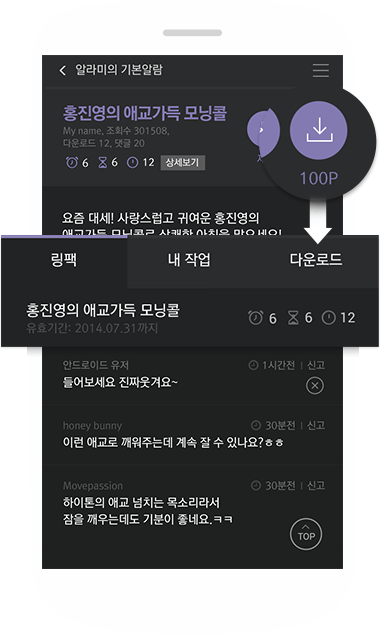 알라미의 기본알람
홍진영의 애교가득 모닝콜
My name, 조회수 301508,
다운로드 12, 댓글 20
6 6 12 상세보기
100P
요즘 대세! 사랑스럽고 귀여운 홍진영의
애교가득 모닝콜로 상쾌한 아침을 맞으세요!
링팩 내 작업 다운로드
홍진영의 애교가득 모닝콜
유효기간: 2014.07.31까지
6 6 12
안드로이드 유저 1시간전 | 신고
들어보세요 진짜웃겨요~
honey bunny 30분전 | 신고
이런 애교로 깨워주는데 계속 잘 수 있나요?ㅎㅎ
Movepassion 30분전 | 신고
하이톤의 애교 넘치는 목소리라서
잠을 깨우는데도 기분이 좋네요.ㅋㅋ
TOP